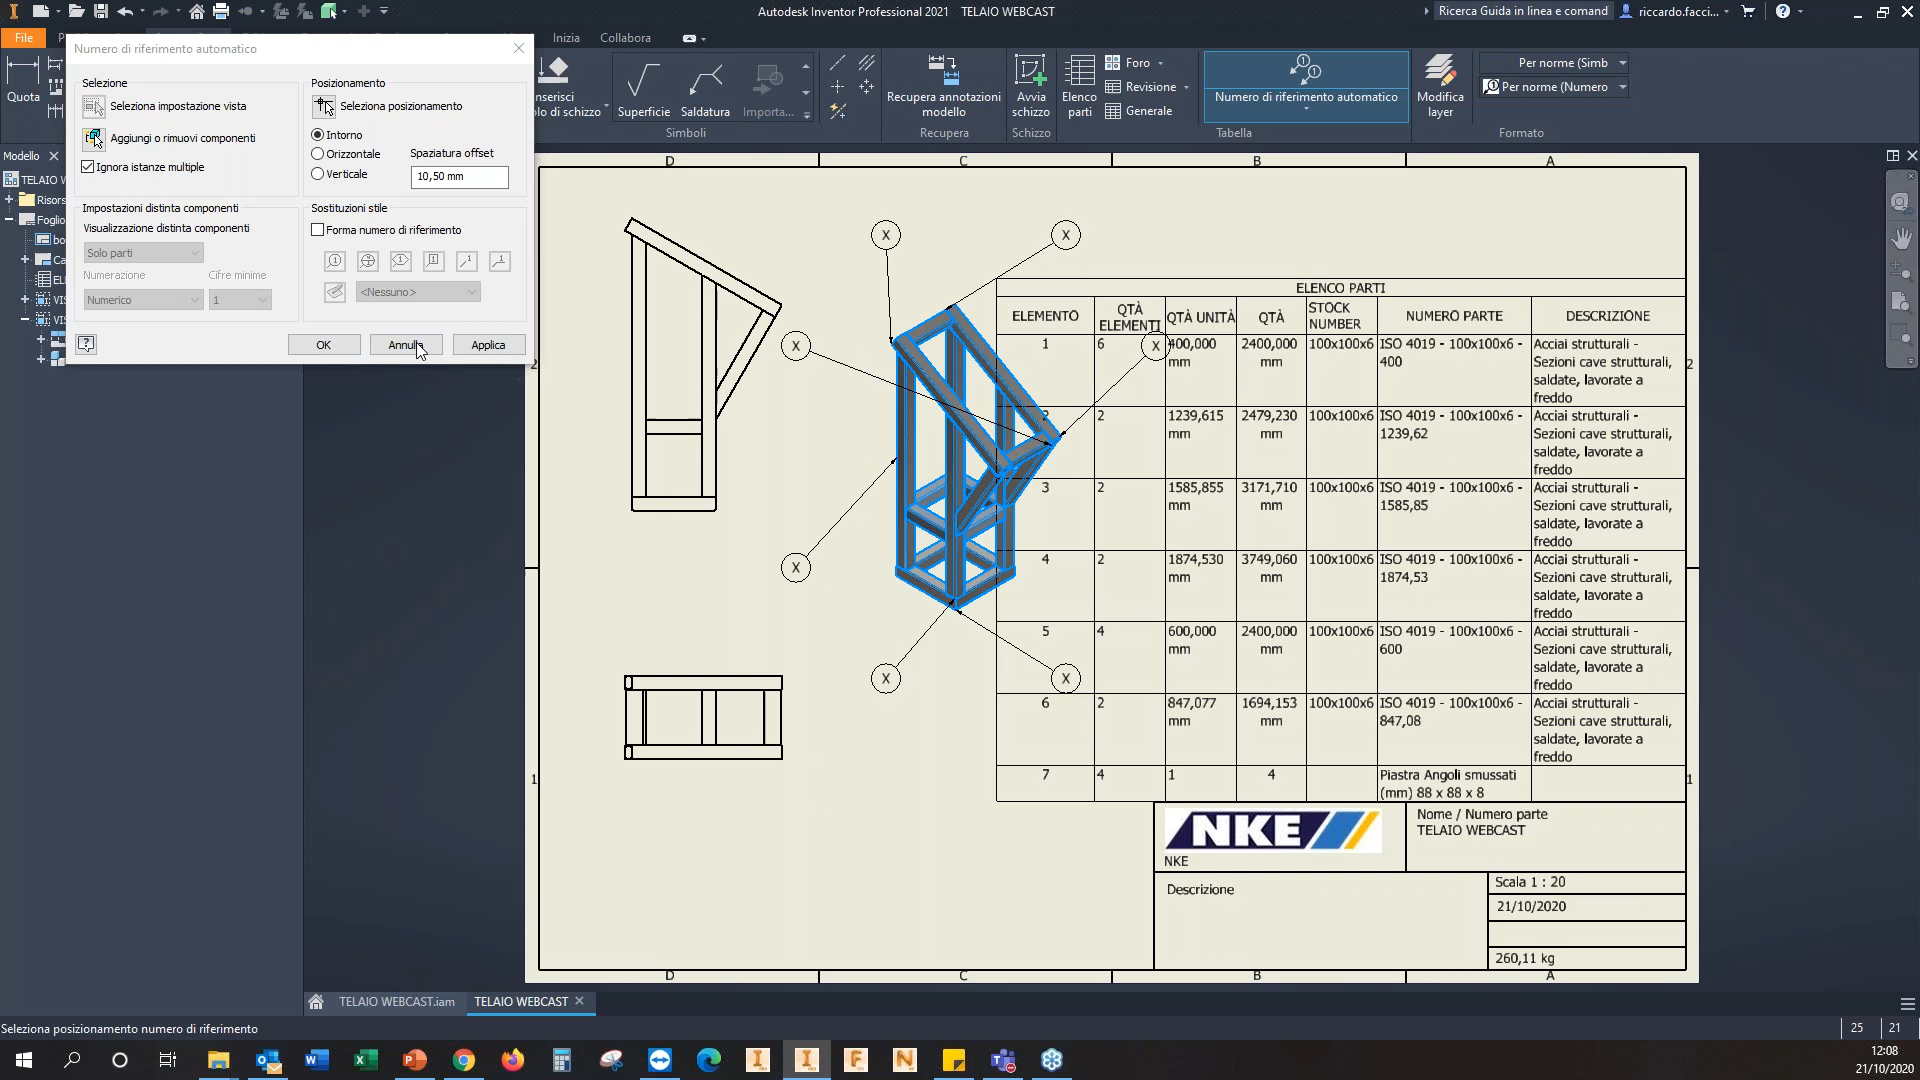 Autodesk Inventor Professional 2021 TELAIO WEBCAST
Ricerca Guida in linea e comand
riccardo.facci...
File
Inizia
Collabora
Numero di riferimento automatico
Selezione
Seleziona impostazione vista
Aggiungi o rimuovi componenti
Ignora istanze multiple
Posizionamento
Seleziona posizionamento
Intorno
Orizzontale
Verticale
Spaziatura offset
10,50 mm
Impostazioni distinta componenti
Visualizzazione distinta componenti
Solo parti
Numerazione
Cifre minime
Numerico
1
Sostituzioni stile
Forma numero di riferimento
<Nessuno>
OK
Annulla
Applica
Quota
nserisci
olo di schizzo
Superficie
Saldatura
Importa...
Simboli
Recupera annotazioni
modello
Recupera
Avvia
schizzo
Schizzo
Elenco
parti
Foro
Revisione
Generale
Numero di riferimento automatico
Tabella
Modifica
layer
Per norme (Simb
Per norme (Numero
Formato
Modello
TELAIO W
Risors
Foglio
bo
Ca
ELE
VIS
VIS
D
C
B
A
X
X
X
X
X
X
X
2
2
1
1
ELENCO PARTI
ELEMENTO QTÀ ELEMENTI QTÀ UNITÀ QTÀ STOCK NUMBER NUMERO PARTE DESCRIZIONE
1 6 400,000 mm 2400,000 mm 100x100x6 ISO 4019 - 100x100x6 - 400 Acciai strutturali - Sezioni cave strutturali, saldate, lavorate a freddo
2 2 1239,615 mm 2479,230 mm 100x100x6 ISO 4019 - 100x100x6 - 1239,62 Acciai strutturali - Sezioni cave strutturali, saldate, lavorate a freddo
3 2 1585,855 mm 3171,710 mm 100x100x6 ISO 4019 - 100x100x6 - 1585,85 Acciai strutturali - Sezioni cave strutturali, saldate, lavorate a freddo
4 2 1874,530 mm 3749,060 mm 100x100x6 ISO 4019 - 100x100x6 - 1874,53 Acciai strutturali - Sezioni cave strutturali, saldate, lavorate a freddo
5 4 600,000 mm 2400,000 mm 100x100x6 ISO 4019 - 100x100x6 - 600 Acciai strutturali - Sezioni cave strutturali, saldate, lavorate a freddo
6 2 847,077 mm 1694,153 mm 100x100x6 ISO 4019 - 100x100x6 - 847,08 Acciai strutturali - Sezioni cave strutturali, saldate, lavorate a freddo
7 4 1 4 Piastra Angoli smussati (mm) 88 x 88 x 8
NKE
NKE
Nome / Numero parte
TELAIO WEBCAST
Descrizione
Scala 1 : 20
21/10/2020
260,11 kg
D
C
B
A
TELAIO WEBCAST.iam
TELAIO WEBCAST
Seleziona posizionamento numero di riferimento
25
21
12:08
21/10/2020